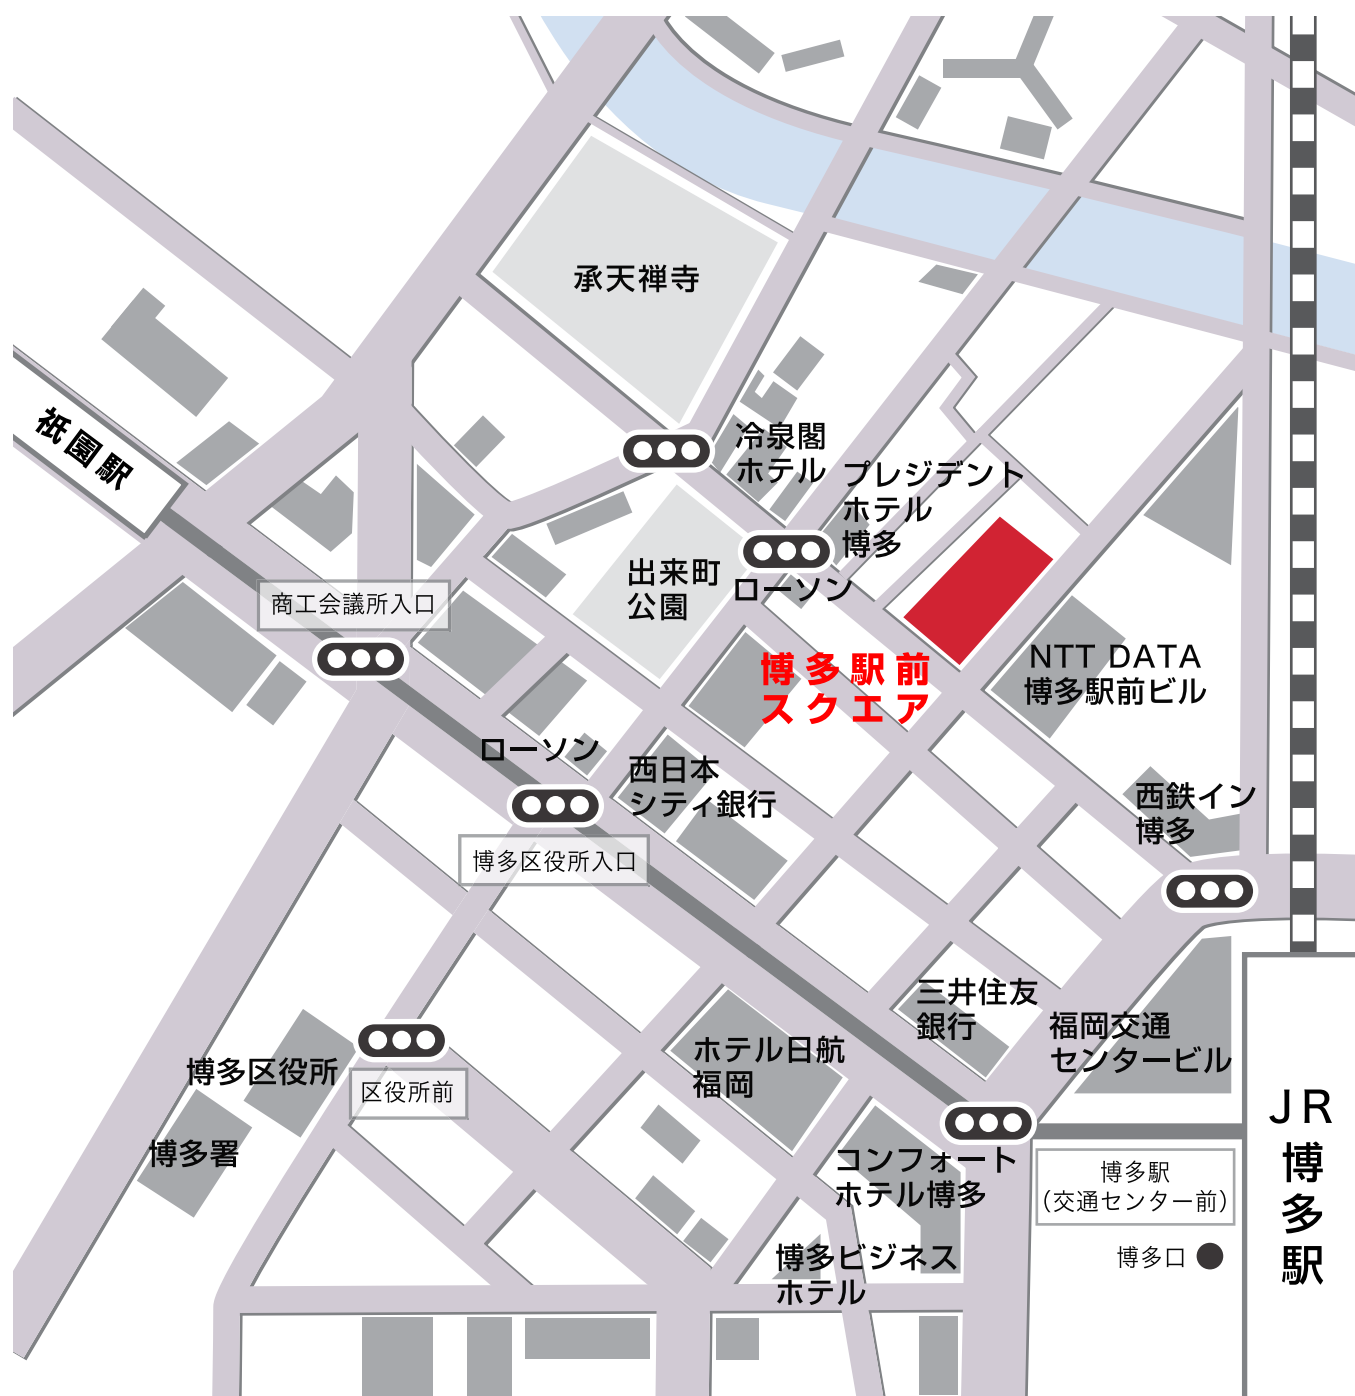 承天禅寺
祇園駅
冷泉閣
ホテル
プレジデント
ホテル
博多
出来町
公園
ローソン
商工会議所入口
博多駅前
スクエア
NTT DATA
博多駅前ビル
ローソン
西日本
シティ銀行
西鉄イン
博多
博多区役所入口
三井住友
銀行
福岡交通
センタービル
ホテル日航
福岡
博多区役所
区役所前
博多署
コンフォート
ホテル博多
博多駅
(交通センター前)
博多口
JR
博多駅
博多ビジネス
ホテル